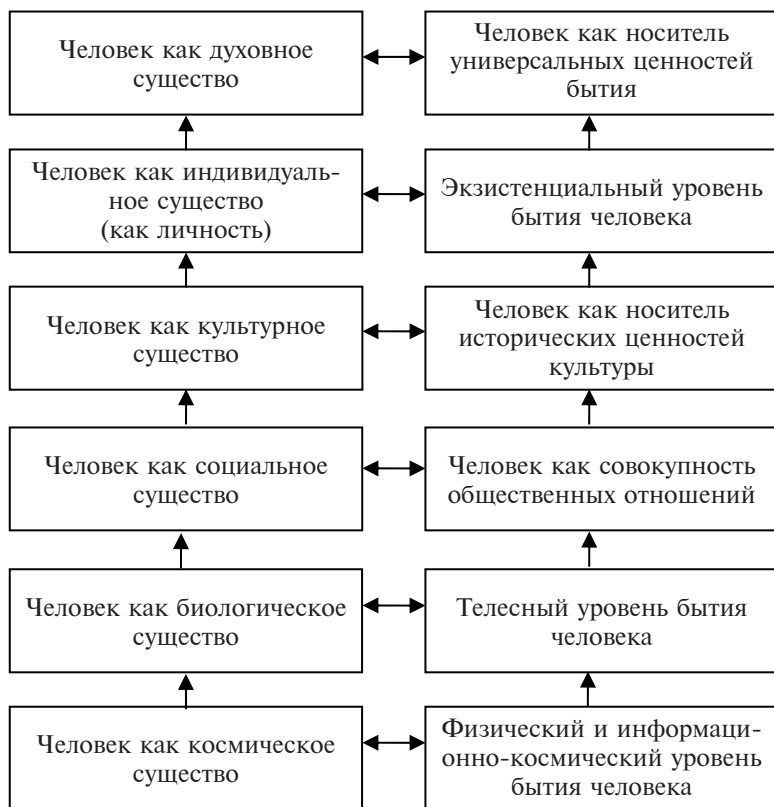 Человек как духовное
существо
Человек как носитель
универсальных ценностей
бытия
Человек как индивидуаль-
ное существо
(как личность)
Экзистенциальный уровень
бытия человека
Человек как культурное
существо
Человек как носитель
исторических ценностей
культуры
Человек как социальное
существо
Человек как совокупность
общественных отношений
Человек как биологическое
существо
Телесный уровень бытия
человека
Человек как космическое
существо
Физический и информаци-
онно-космический уровень
бытия человека